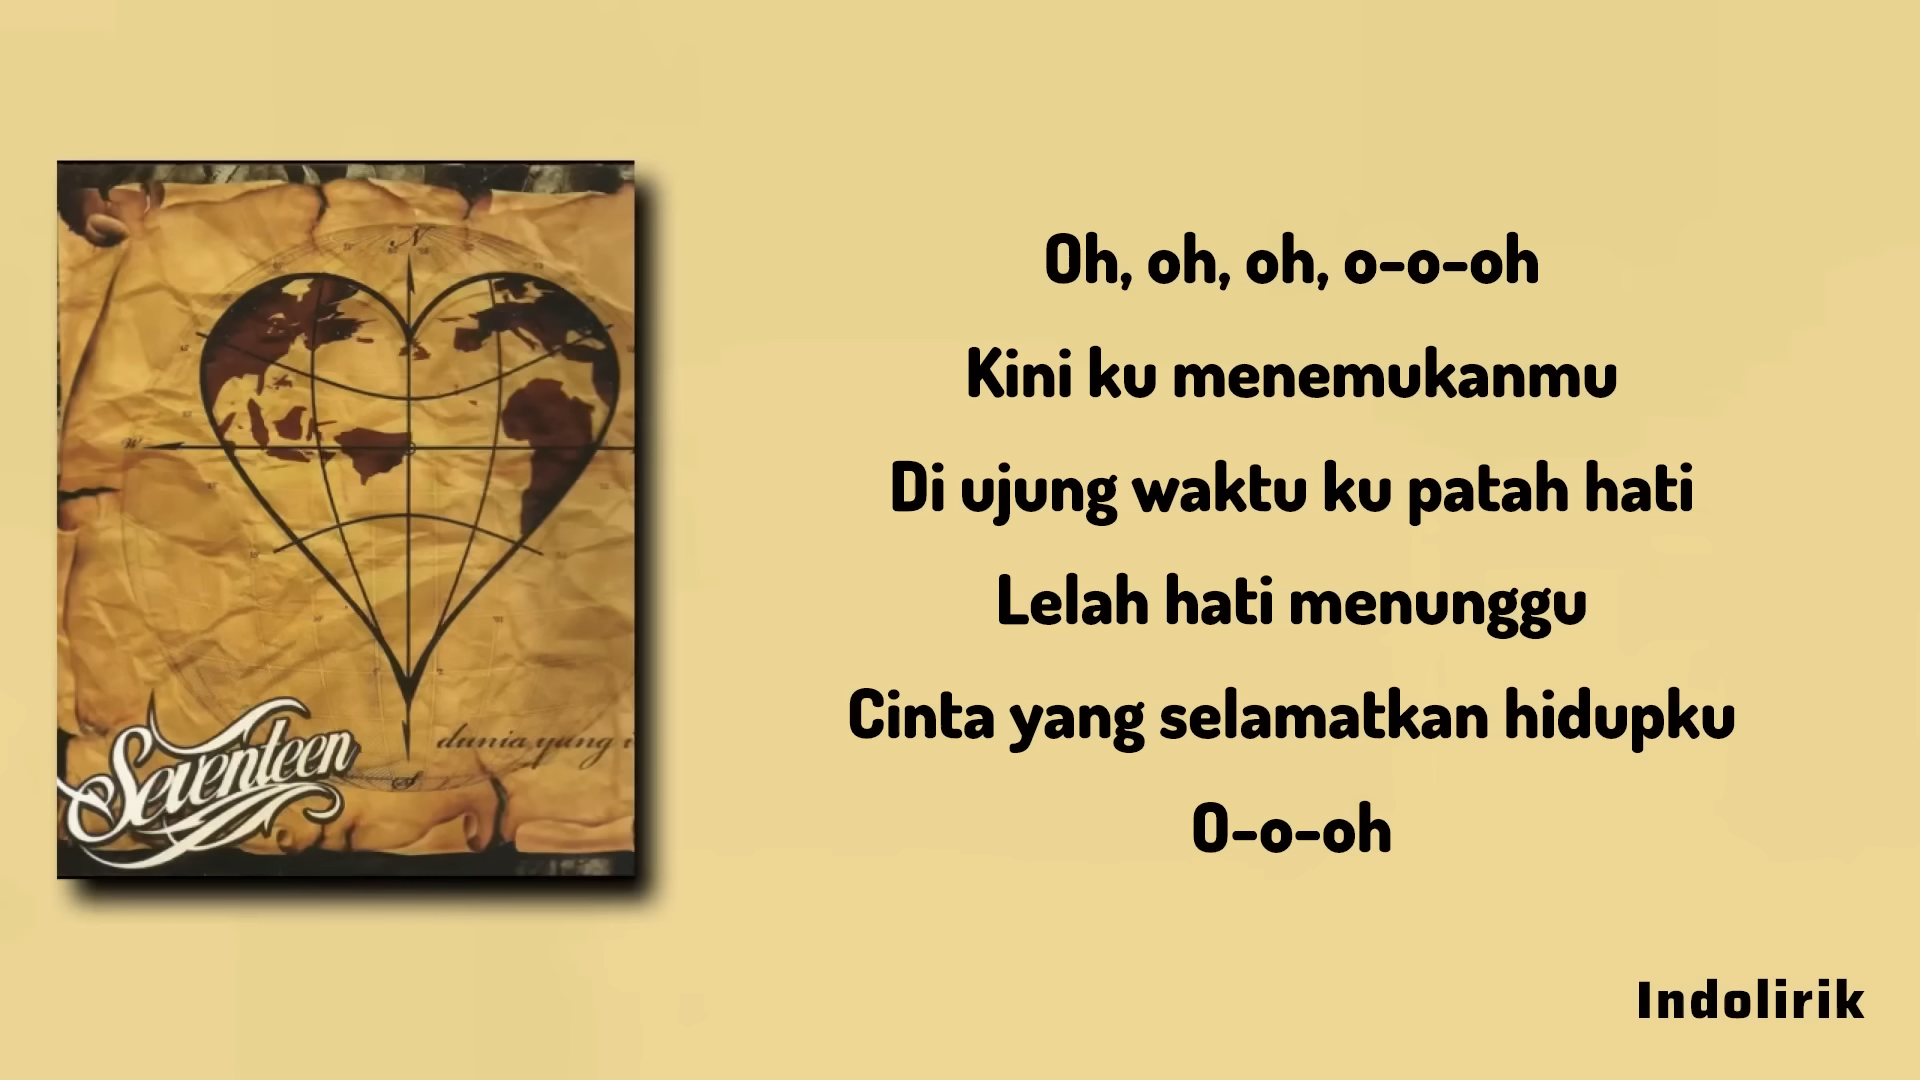 Oh, oh, oh, o-o-oh
Kini ku menemukanmu
Di ujung waktu ku patah hati
Lelah hati menunggu
Cinta yang selamatkan hidupku
O-o-oh
N
W
S
Seventeen
dunia yang
Indolirik